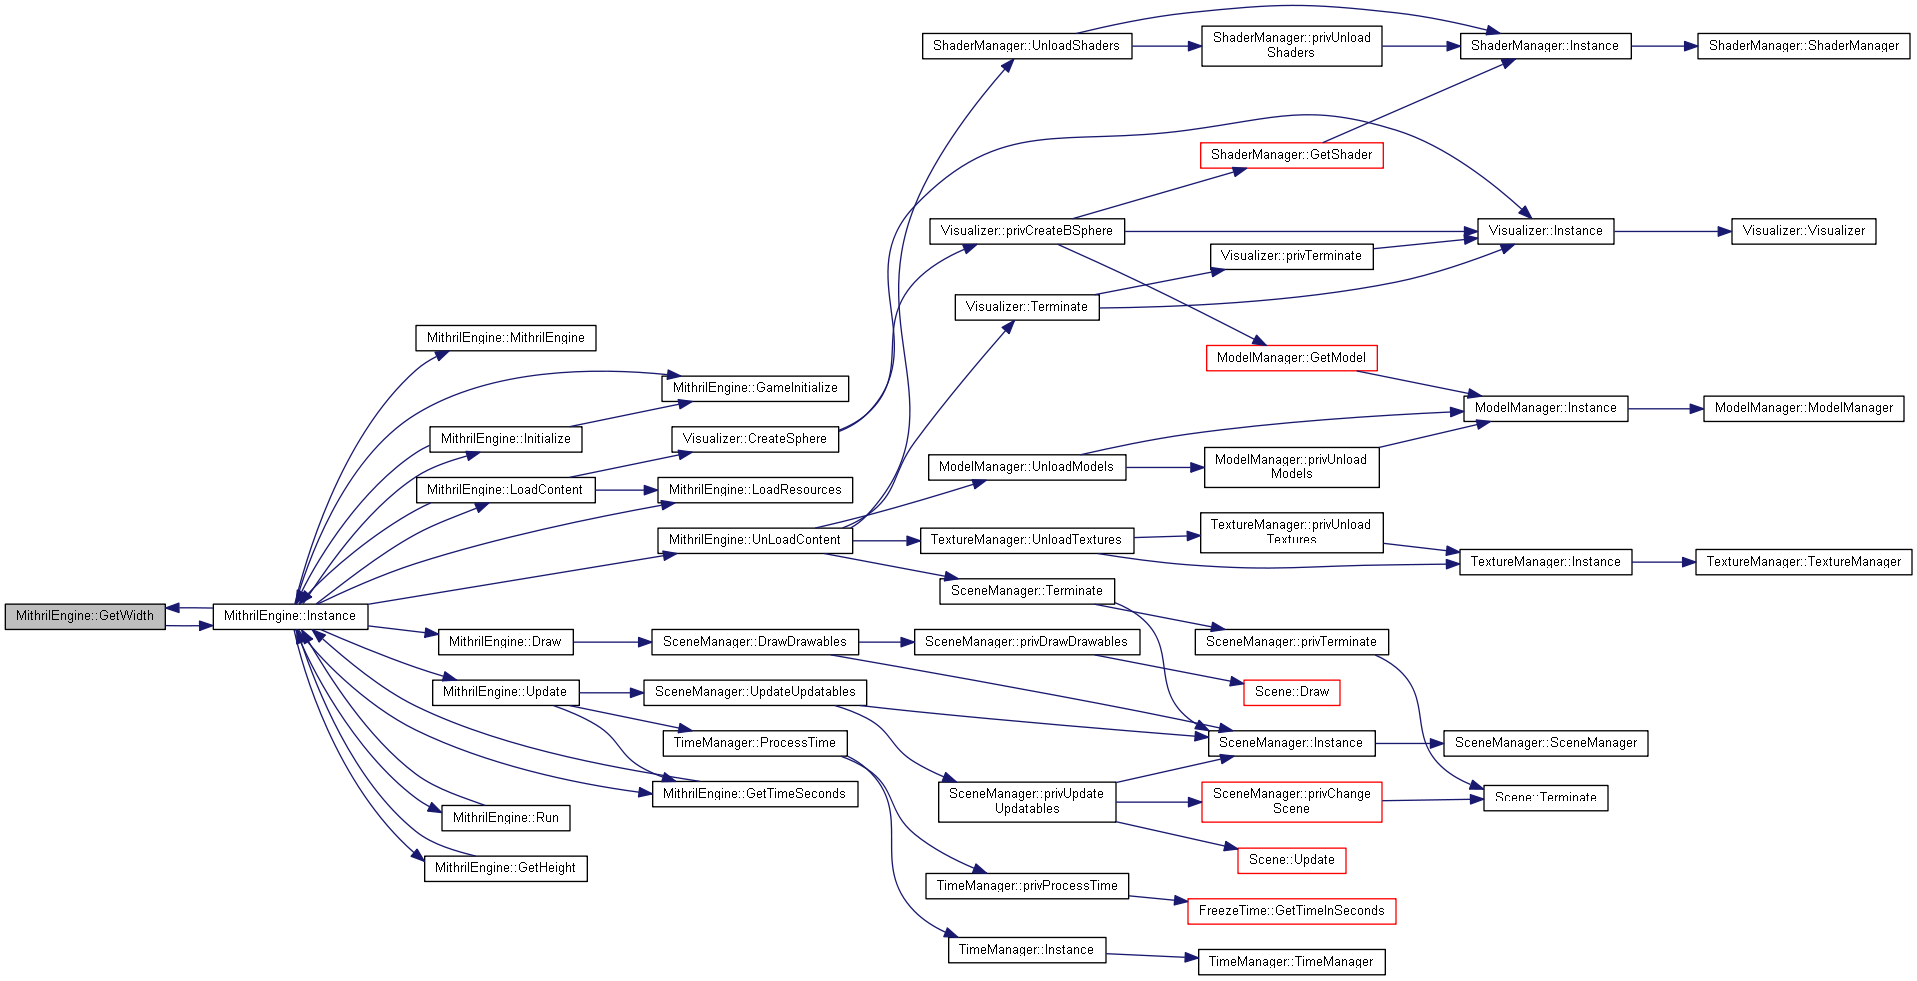 MithrilEngine::GetWidth
MithrilEngine::Instance
MithrilEngine::MithrilEngine
MithrilEngine::GameInitialize
MithrilEngine::Initialize
Visualizer::CreateSphere
MithrilEngine::LoadContent
MithrilEngine::LoadResources
MithrilEngine::UnLoadContent
MithrilEngine::Draw
MithrilEngine::Update
SceneManager::DrawDrawables
SceneManager::UpdateUpdatables
TimeManager::ProcessTime
MithrilEngine::GetTimeSeconds
MithrilEngine::Run
MithrilEngine::GetHeight
ShaderManager::UnloadShaders
ShaderManager::privUnload
Shaders
ShaderManager::Instance
ShaderManager::ShaderManager
ShaderManager::GetShader
Visualizer::privCreateBSphere
Visualizer::privTerminate
Visualizer::Instance
Visualizer::Visualizer
Visualizer::Terminate
ModelManager::GetModel
ModelManager::Instance
ModelManager::ModelManager
ModelManager::UnloadModels
ModelManager::privUnload
Models
TextureManager::UnloadTextures
TextureManager::privUnload
Textures
TextureManager::Instance
TextureManager::TextureManager
SceneManager::Terminate
SceneManager::privDrawDrawables
SceneManager::privTerminate
Scene::Draw
SceneManager::Instance
SceneManager::SceneManager
SceneManager::privUpdate
Updatables
SceneManager::privChange
Scene
Scene::Terminate
Scene::Update
TimeManager::privProcessTime
FreezeTime::GetTimeInSeconds
TimeManager::Instance
TimeManager::TimeManager